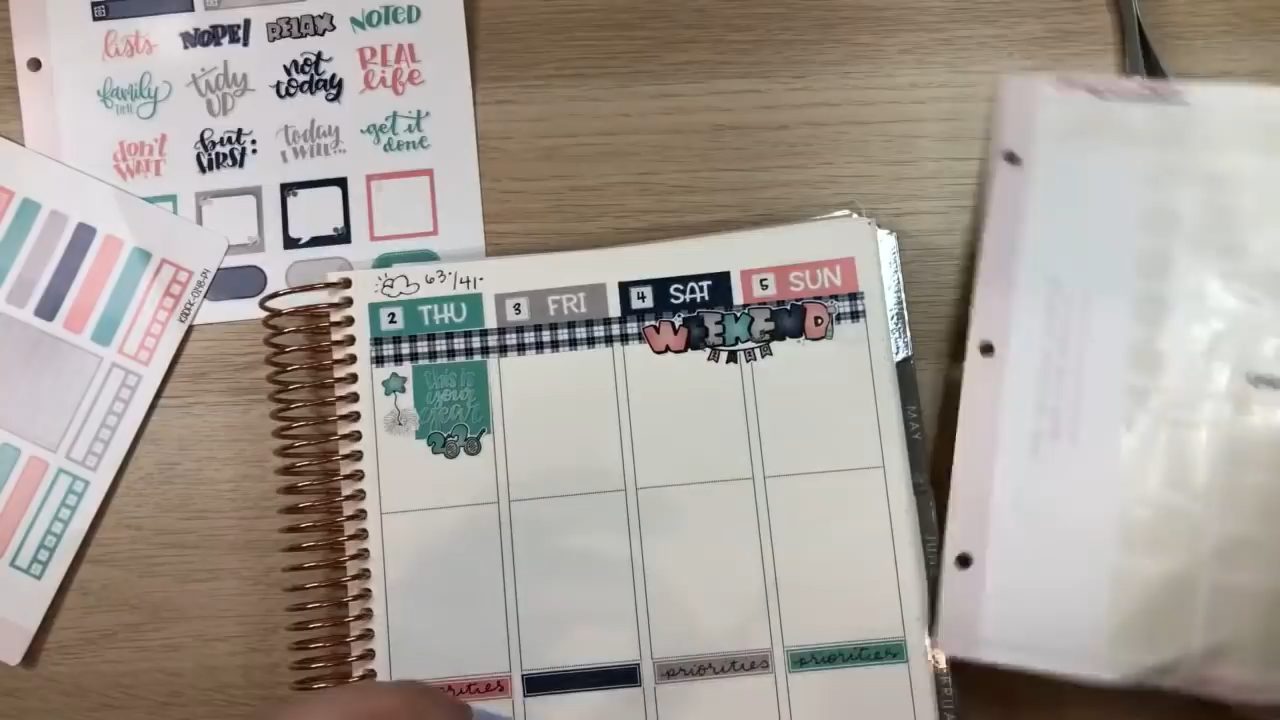 lists NOPE! RELAX NOTED
family time tidy UP not today REAL life
don't WAIT but: FIRST: today I WILL... get it done
63°/41°
2 THU 3 FRI 4 SAT 5 SUN
WEEKEND
this is your year
2020
priorities priorities
MAY